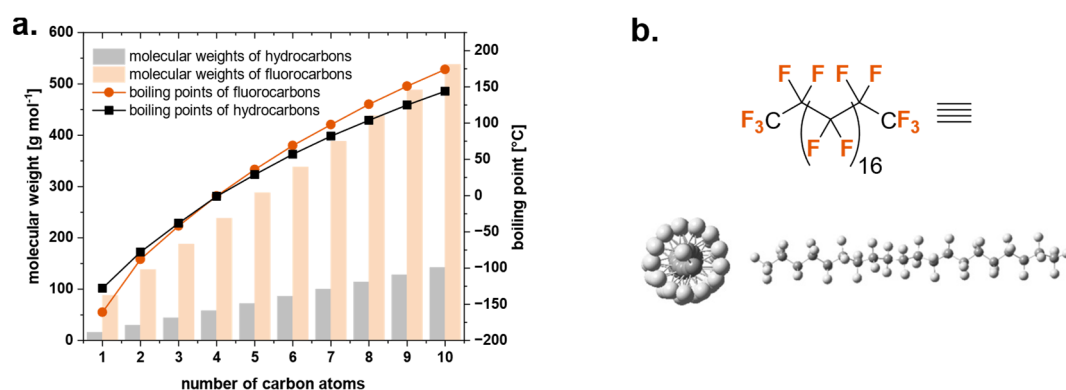 a.
600
500
400
300
200
100
0
molecular weight [g mol⁻¹]
molecular weights of hydrocarbons
molecular weights of fluorocarbons
boiling points of fluorocarbons
boiling points of hydrocarbons
200
150
100
50
0
−50
−100
−150
−200
boiling point [°C]
1 2 3 4 5 6 7 8 9 10
number of carbon atoms
b.
F F F F
F₃C CF₃
F F
16